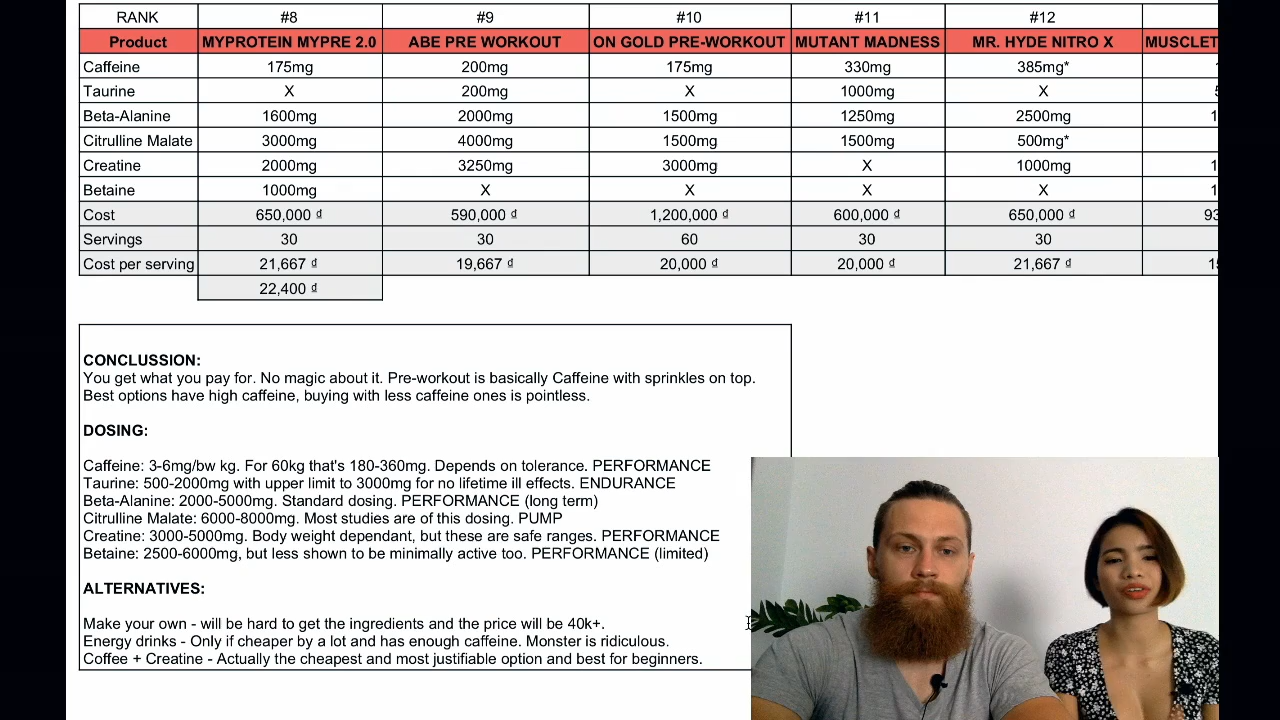 RANK #8 #9 #10 #11 #12
Product MYPROTEIN MYPRE 2.0 ABE PRE WORKOUT ON GOLD PRE-WORKOUT MUTANT MADNESS MR. HYDE NITRO X MUSCLET
Caffeine 175mg 200mg 175mg 330mg 385mg*
Taurine X 200mg X 1000mg X
Beta-Alanine 1600mg 2000mg 1500mg 1250mg 2500mg 1
Citrulline Malate 3000mg 4000mg 1500mg 1500mg 500mg*
Creatine 2000mg 3250mg 3000mg X 1000mg 1
Betaine 1000mg X X X X 1
Cost 650,000 ₫ 590,000 ₫ 1,200,000 ₫ 600,000 ₫ 650,000 ₫ 93
Servings 30 30 60 30 30
Cost per serving 21,667 ₫ 19,667 ₫ 20,000 ₫ 20,000 ₫ 21,667 ₫ 1
22,400 ₫
CONCLUSSION:
You get what you pay for. No magic about it. Pre-workout is basically Caffeine with sprinkles on top.
Best options have high caffeine, buying with less caffeine ones is pointless.
DOSING:
Caffeine: 3-6mg/bw kg. For 60kg that's 180-360mg. Depends on tolerance. PERFORMANCE
Taurine: 500-2000mg with upper limit to 3000mg for no lifetime ill effects. ENDURANCE
Beta-Alanine: 2000-5000mg. Standard dosing. PERFORMANCE (long term)
Citrulline Malate: 6000-8000mg. Most studies are of this dosing. PUMP
Creatine: 3000-5000mg. Body weight dependant, but these are safe ranges. PERFORMANCE
Betaine: 2500-6000mg, but less shown to be minimally active too. PERFORMANCE (limited)
ALTERNATIVES:
Make your own - will be hard to get the ingredients and the price will be 40k+.
Energy drinks - Only if cheaper by a lot and has enough caffeine. Monster is ridiculous.
Coffee + Creatine - Actually the cheapest and most justifiable option and best for beginners.